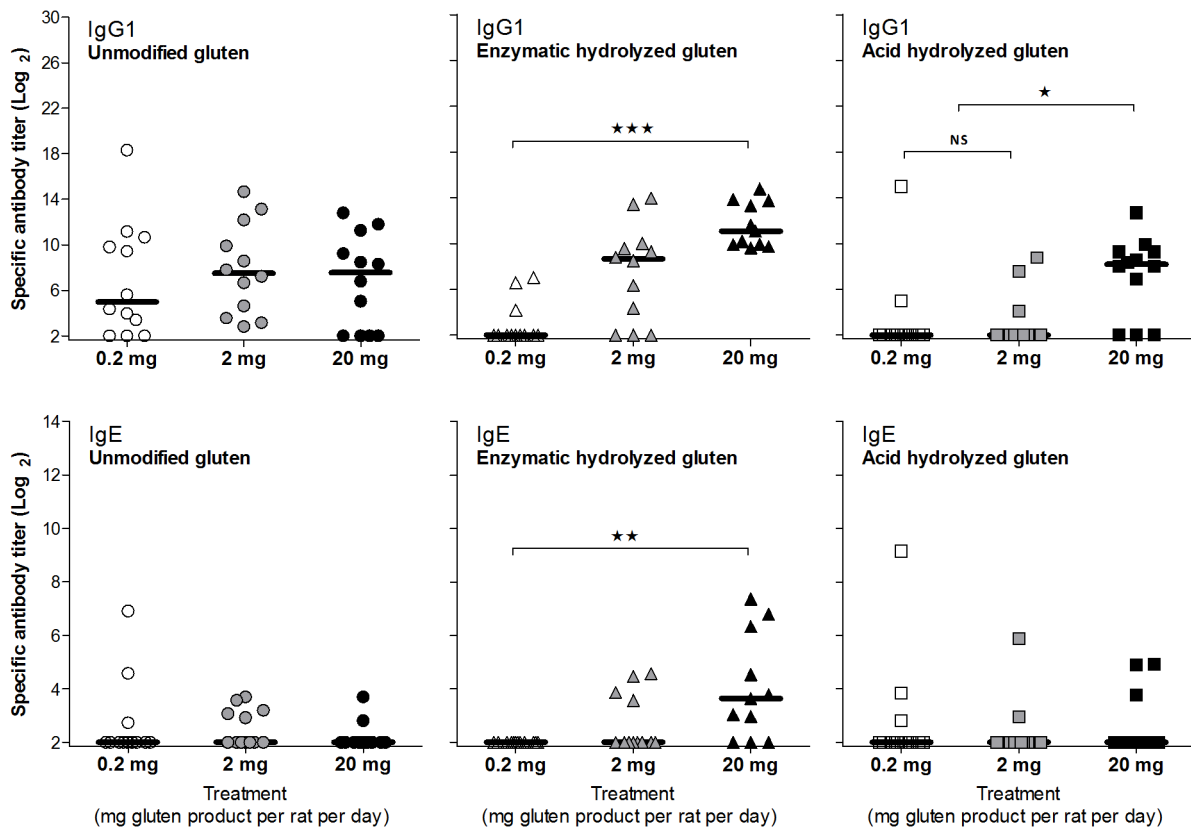 IgG1
Unmodified gluten
IgG1
Enzymatic hydrolyzed gluten
IgG1
Acid hydrolyzed gluten
Specific antibody titer (Log 2)
30
26
22
18
14
10
6
2
★★★
NS
★
0.2 mg 2 mg 20 mg
0.2 mg 2 mg 20 mg
0.2 mg 2 mg 20 mg
IgE
Unmodified gluten
IgE
Enzymatic hydrolyzed gluten
IgE
Acid hydrolyzed gluten
Specific antibody titer (Log 2)
14
12
10
8
6
4
2
★★
0.2 mg 2 mg 20 mg
0.2 mg 2 mg 20 mg
0.2 mg 2 mg 20 mg
Treatment
(mg gluten product per rat per day)
Treatment
(mg gluten product per rat per day)
Treatment
(mg gluten product per rat per day)